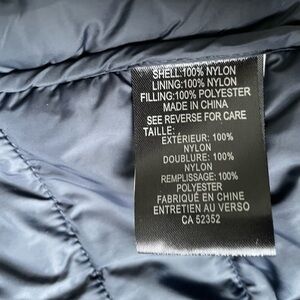 SHELL:100% NYLON
LINING:100% NYLON
FILLING:100% POLYESTER
MADE IN CHINA
SEE REVERSE FOR CARE
TAILLE:
EXTÉRIEUR: 100%
NYLON
DOUBLURE: 100%
NYLON
REMPLISSAGE: 100%
POLYESTER
FABRIQUÉ EN CHINE
ENTRETIEN AU VERSO
CA 52352